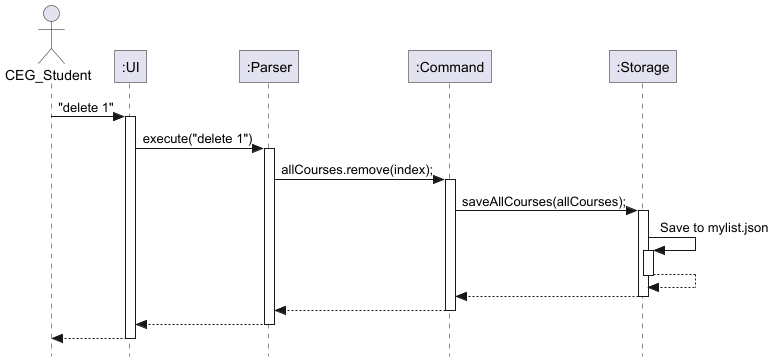 CEG_Student
:UI
:Parser
:Command
:Storage
"delete 1"
execute("delete 1")
allCourses.remove(index);
saveAllCourses(allCourses);
Save to mylist.json